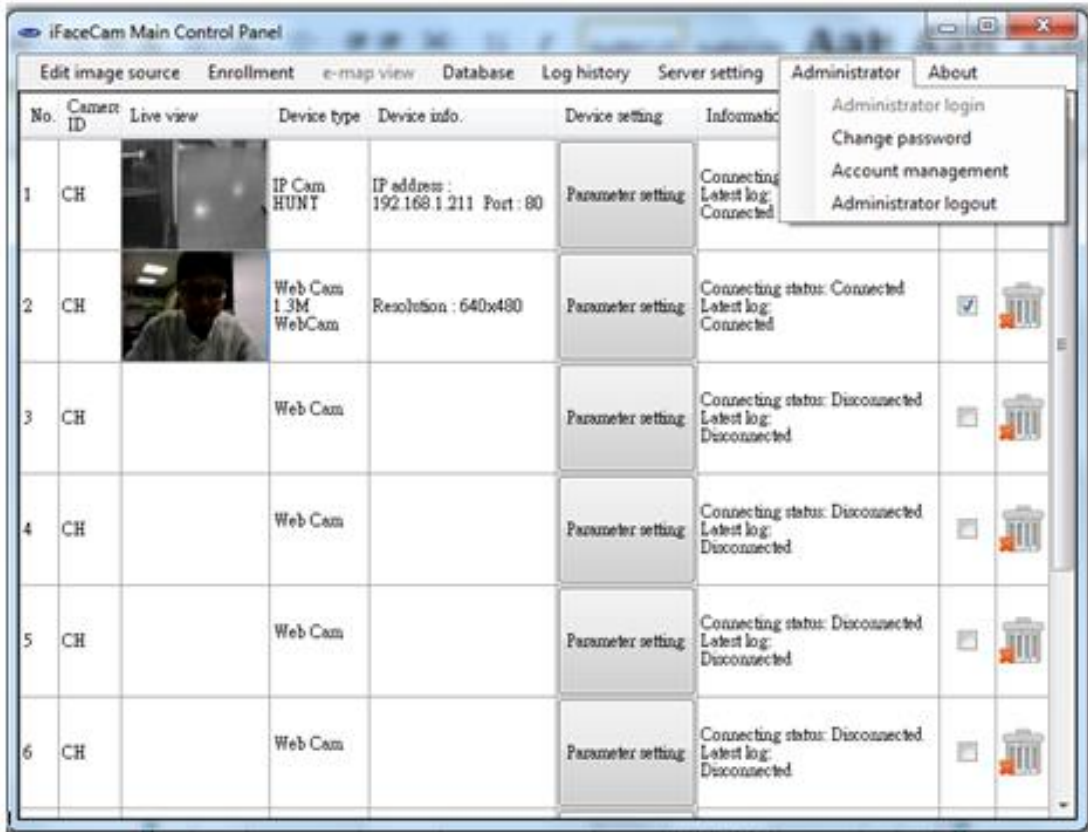 iFaceCam Main Control Panel
Edit image source Enrollment e-map view Database Log history Server setting Administrator About
Administrator login
Change password
Account management
Administrator logout
No. Camera ID Live view Device type Device info. Device setting
1 CH
IP Cam
HUNT
IP address :
192.168.1.211 Port : 80
Parameter setting
Connecting
Latest log:
Connected
2 CH
Web Cam
1.3M
WebCam
Resolution : 640x480
Parameter setting
Connecting status: Connected
Latest log:
Connected
3 CH
Web Cam
Parameter setting
Connecting status: Disconnected
Latest log:
Disconnected
4 CH
Web Cam
Parameter setting
Connecting status: Disconnected
Latest log:
Disconnected
5 CH
Web Cam
Parameter setting
Connecting status: Disconnected
Latest log:
Disconnected
6 CH
Web Cam
Parameter setting
Connecting status: Disconnected
Latest log:
Disconnected